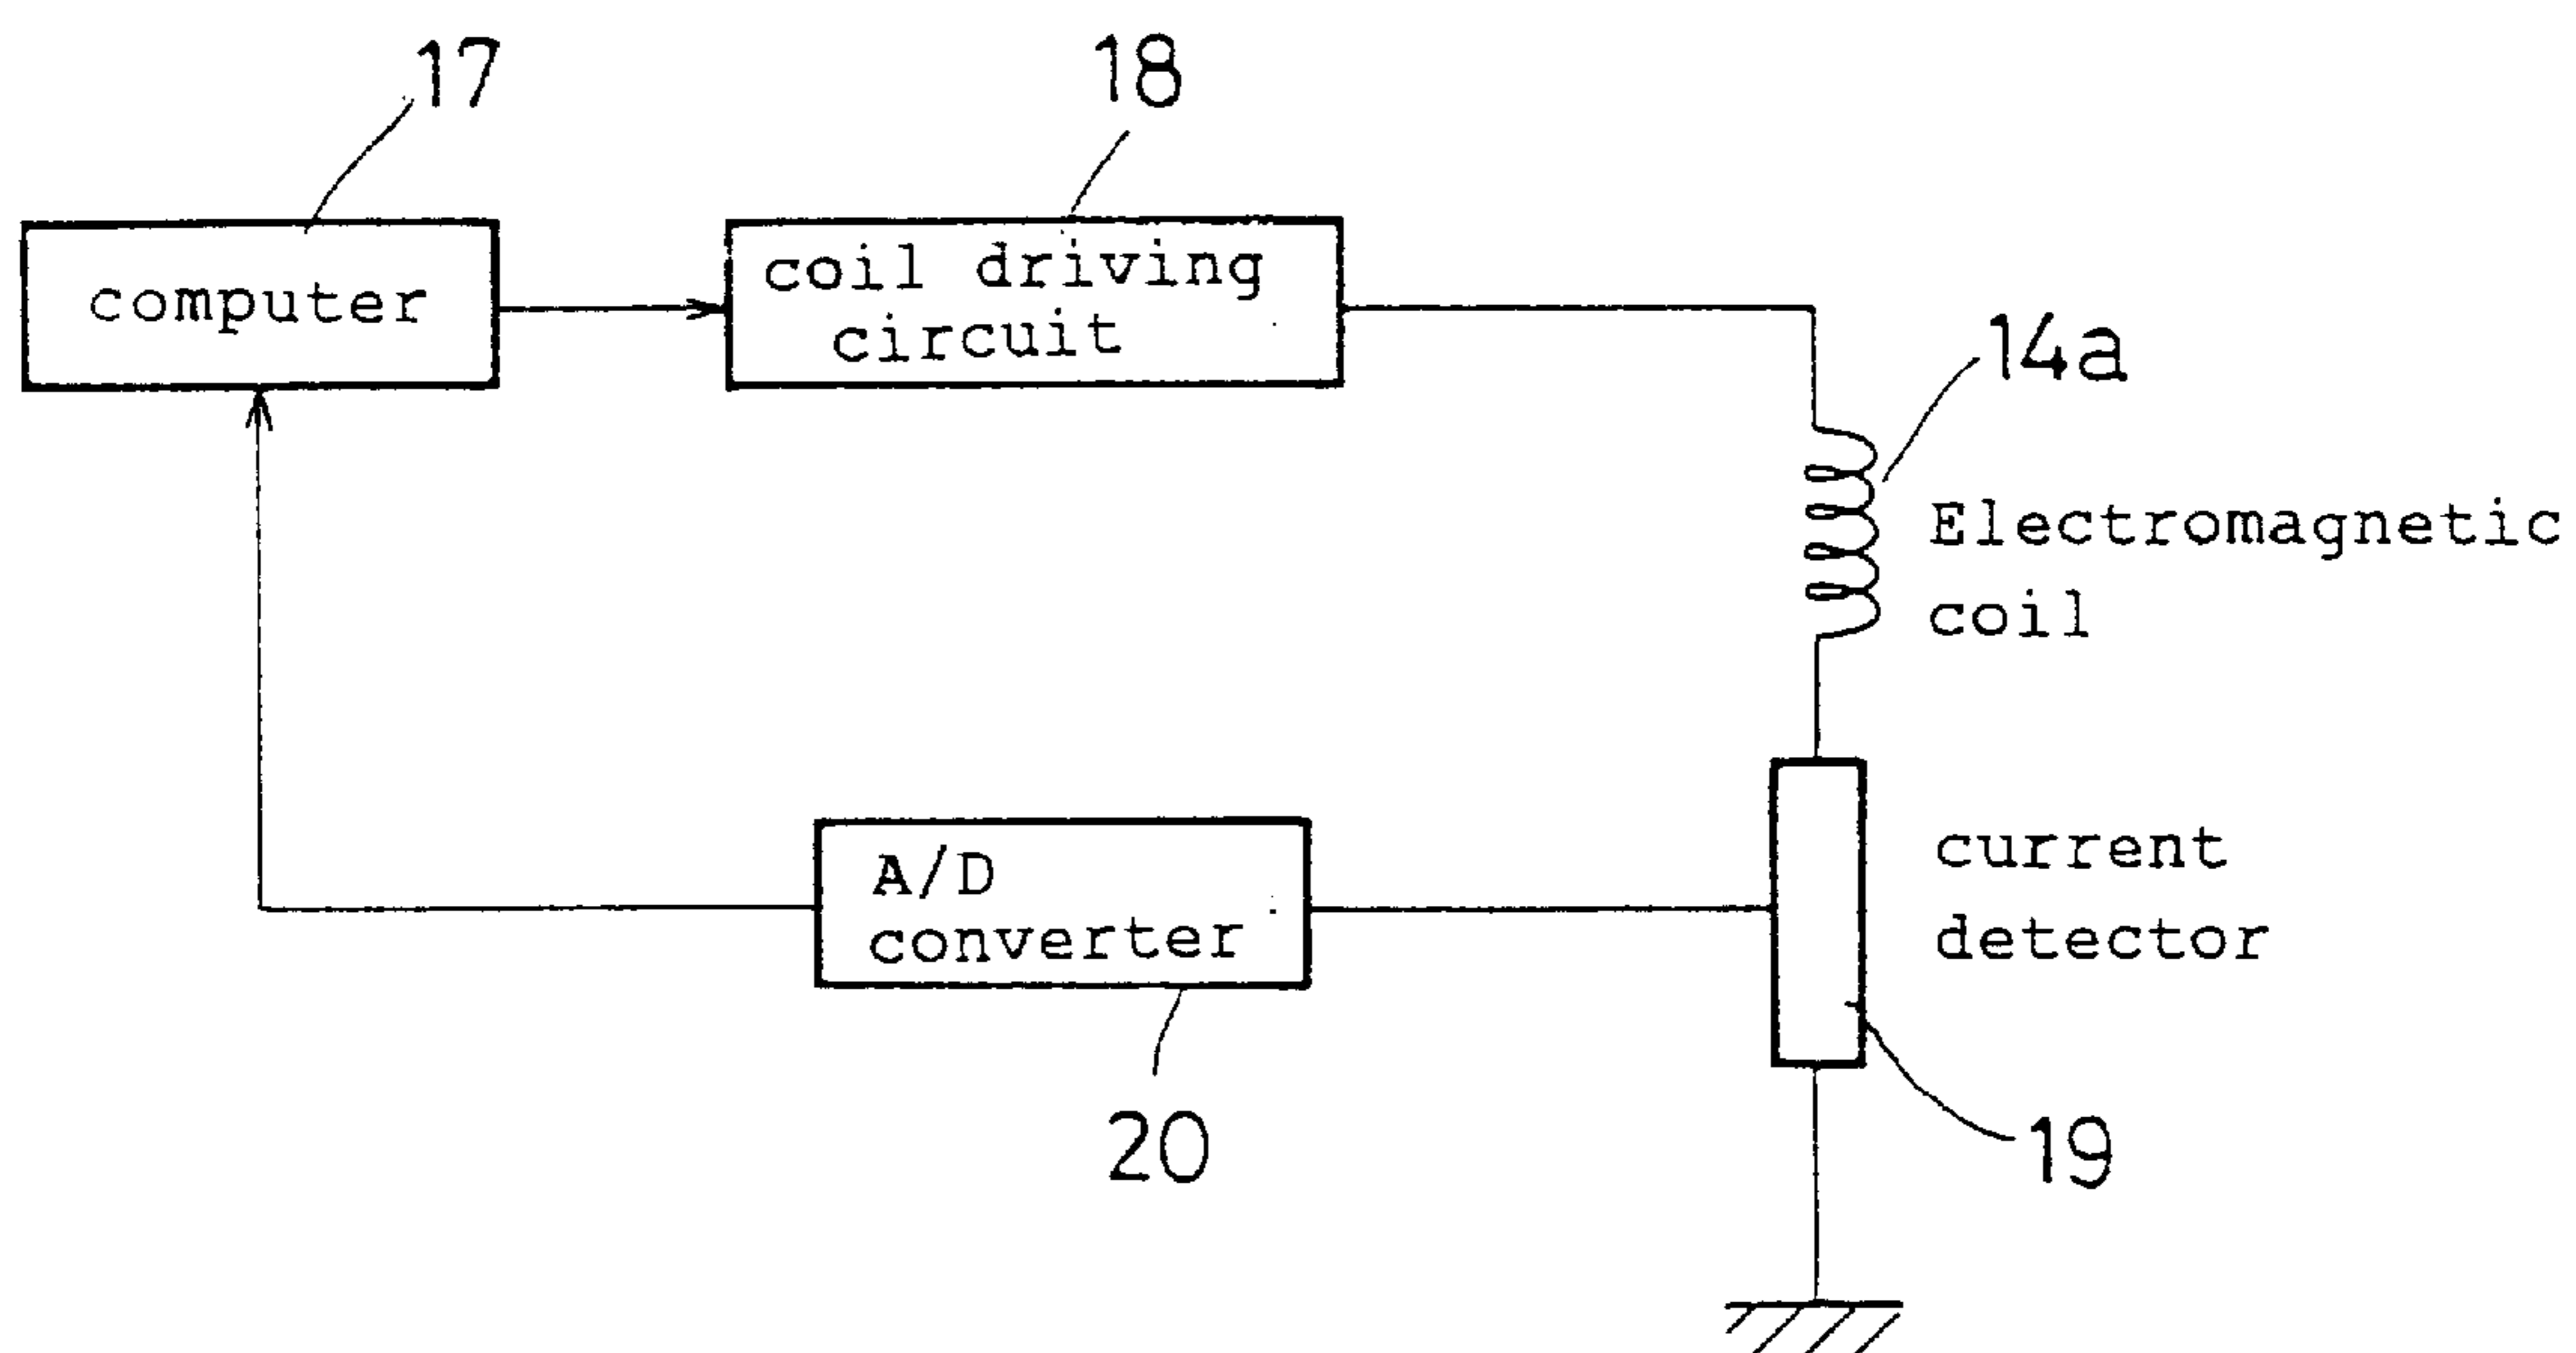 17
18
computer
coil driving
circuit
14a
Electromagnetic
coil
A/D
converter
current
detector
20
19